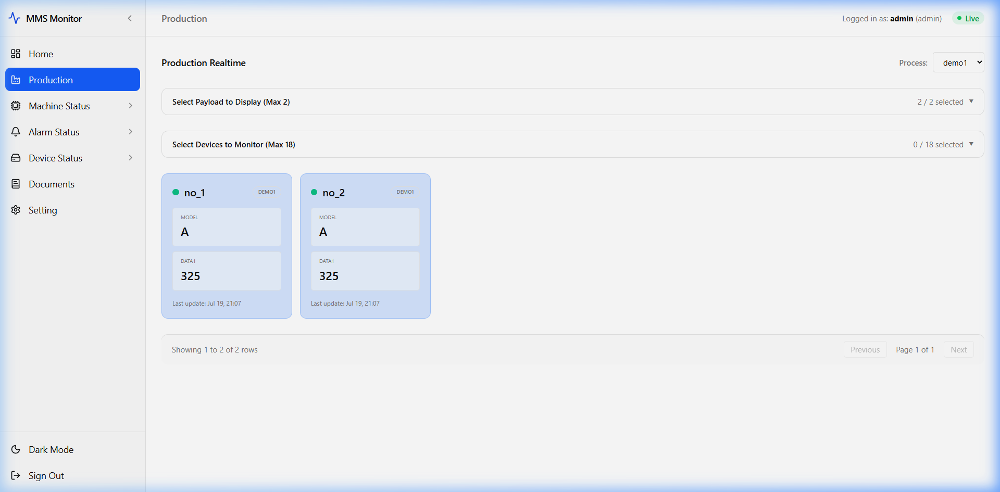 MMS Monitor
Production
Logged in as: admin (admin)
Live
Home
Production
Machine Status
Alarm Status
Device Status
Documents
Setting
Dark Mode
Sign Out
Production Realtime
Process: demo1
Select Payload to Display (Max 2)
2 / 2 selected
Select Devices to Monitor (Max 18)
0 / 18 selected
no_1
DEMO1
MODEL
A
DATA1
325
Last update: Jul 19, 21:07
no_2
DEMO1
MODEL
A
DATA1
325
Last update: Jul 19, 21:07
Showing 1 to 2 of 2 rows
Previous
Page 1 of 1
Next